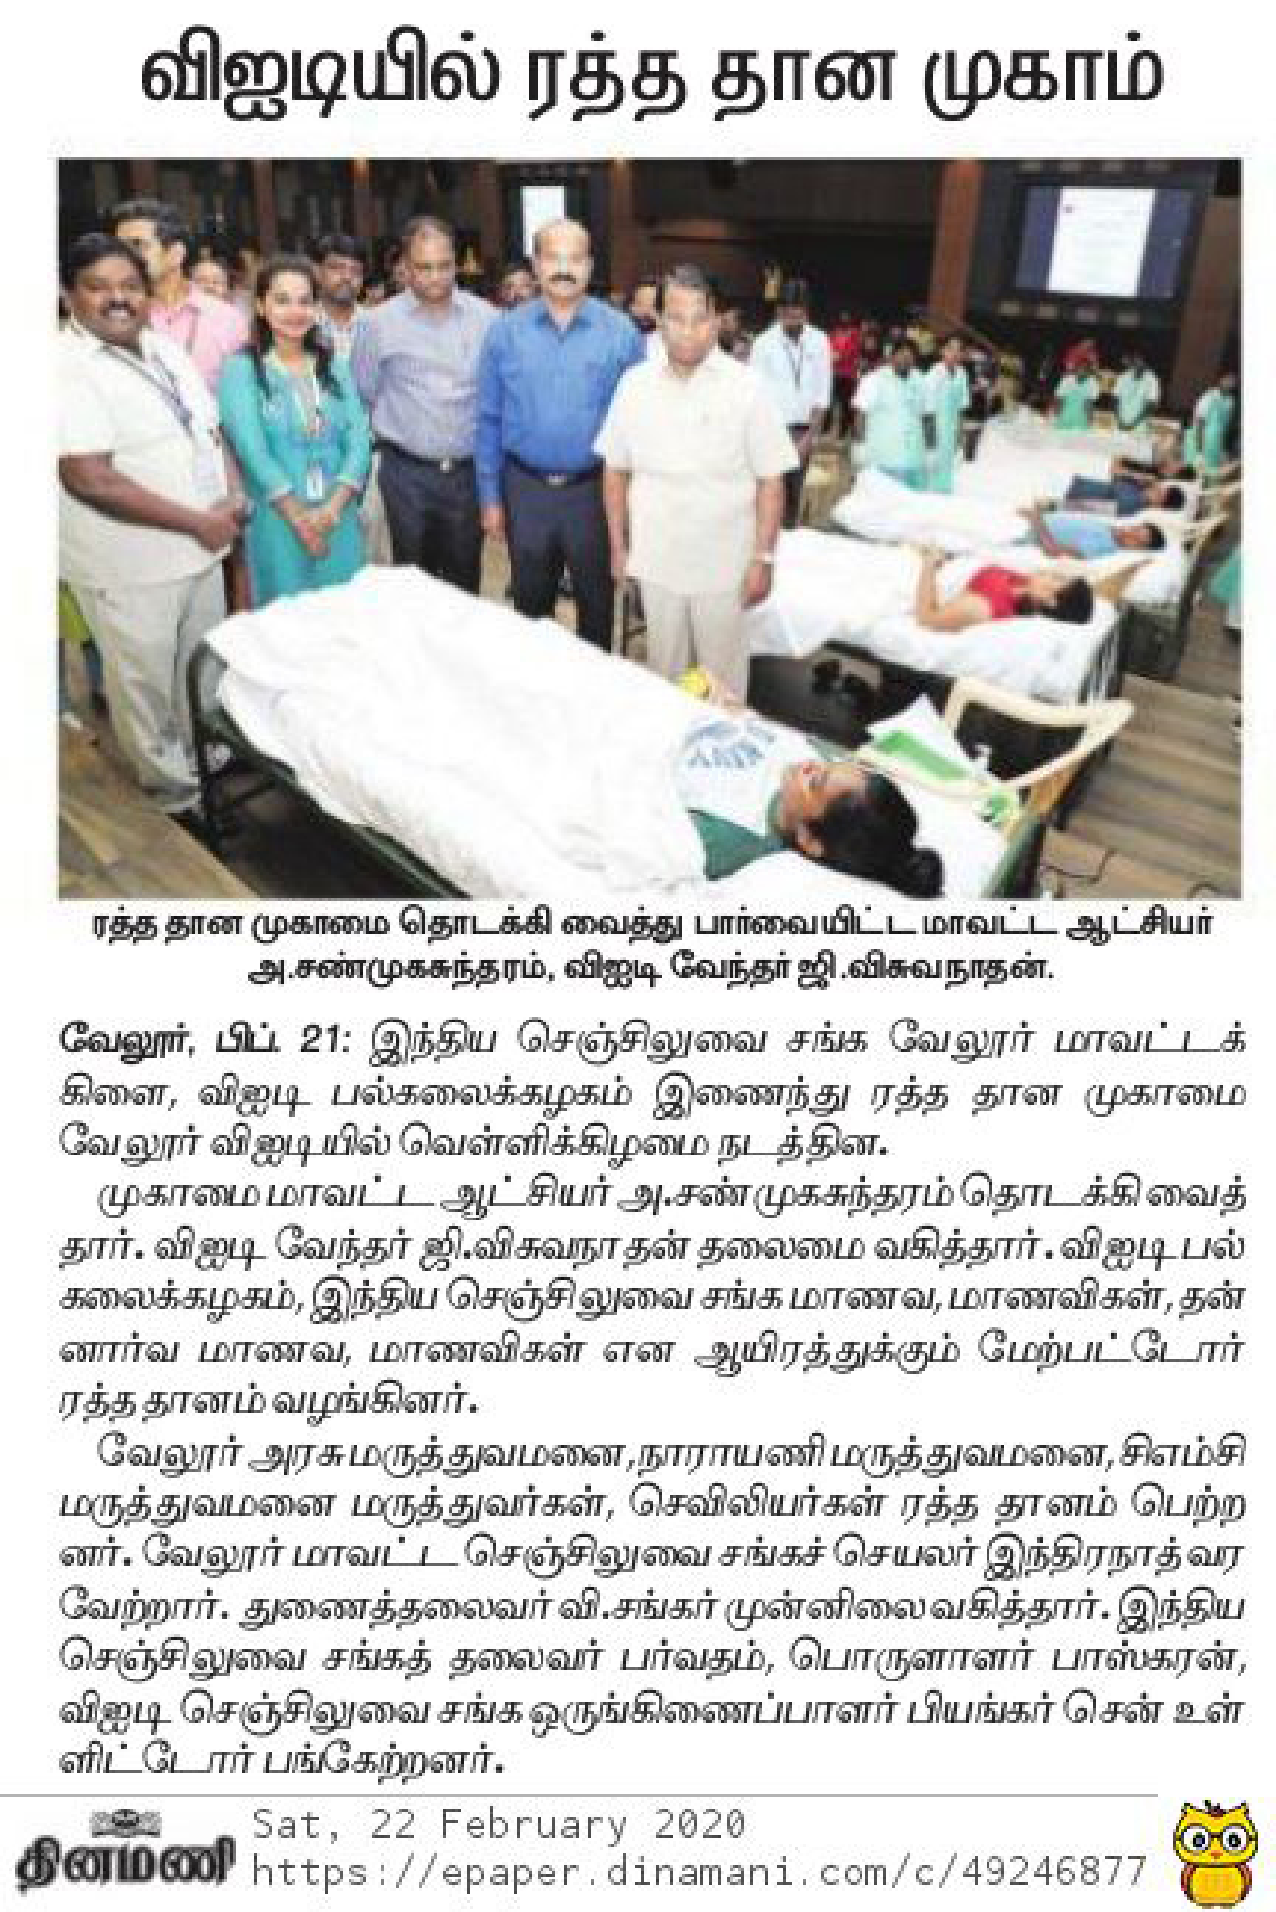 விஐடியில் ரத்த தான முகாம்
ரத்த தான முகாமை தொடக்கி வைத்து பார்வையிட்ட மாவட்ட ஆட்சியர்
அ.சண்முகசுந்தரம், விஐடி வேந்தர் ஜி.விசுவநாதன்.
வேலூர், பிப். 21: இந்திய செஞ்சிலுவை சங்க வேலூர் மாவட்டக்
கிளை, விஐடி பல்கலைக்கழகம் இணைந்து ரத்த தான முகாமை
வேலூர் விஐடியில் வெள்ளிக்கிழமை நடத்தின.
முகாமை மாவட்ட ஆட்சியர் அ.சண்முகசுந்தரம் தொடக்கி வைத்
தார். விஐடி வேந்தர் ஜி.விசுவநாதன் தலைமை வகித்தார். விஐடி பல்
கலைக்கழகம், இந்திய செஞ்சிலுவை சங்க மாணவ, மாணவிகள், தன்
னார்வ மாணவ, மாணவிகள் என ஆயிரத்துக்கும் மேற்பட்டோர்
ரத்த தானம் வழங்கினர்.
வேலூர் அரசு மருத்துவமனை, நாராயணி மருத்துவமனை, சிஎம்சி
மருத்துவமனை மருத்துவர்கள், செவிலியர்கள் ரத்த தானம் பெற்ற
னர். வேலூர் மாவட்ட செஞ்சிலுவை சங்கச் செயலர் இந்திரநாத் வர
வேற்றார். துணைத்தலைவர் வி.சங்கர் முன்னிலை வகித்தார். இந்திய
செஞ்சிலுவை சங்கத் தலைவர் பர்வதம், பொருளாளர் பாஸ்கரன்,
விஐடி செஞ்சிலுவை சங்க ஒருங்கிணைப்பாளர் பியங்கர் சென் உள்
ளிட்டோர் பங்கேற்றனர்.
தினமணி
Sat, 22 February 2020
https://epaper.dinamani.com/c/49246877